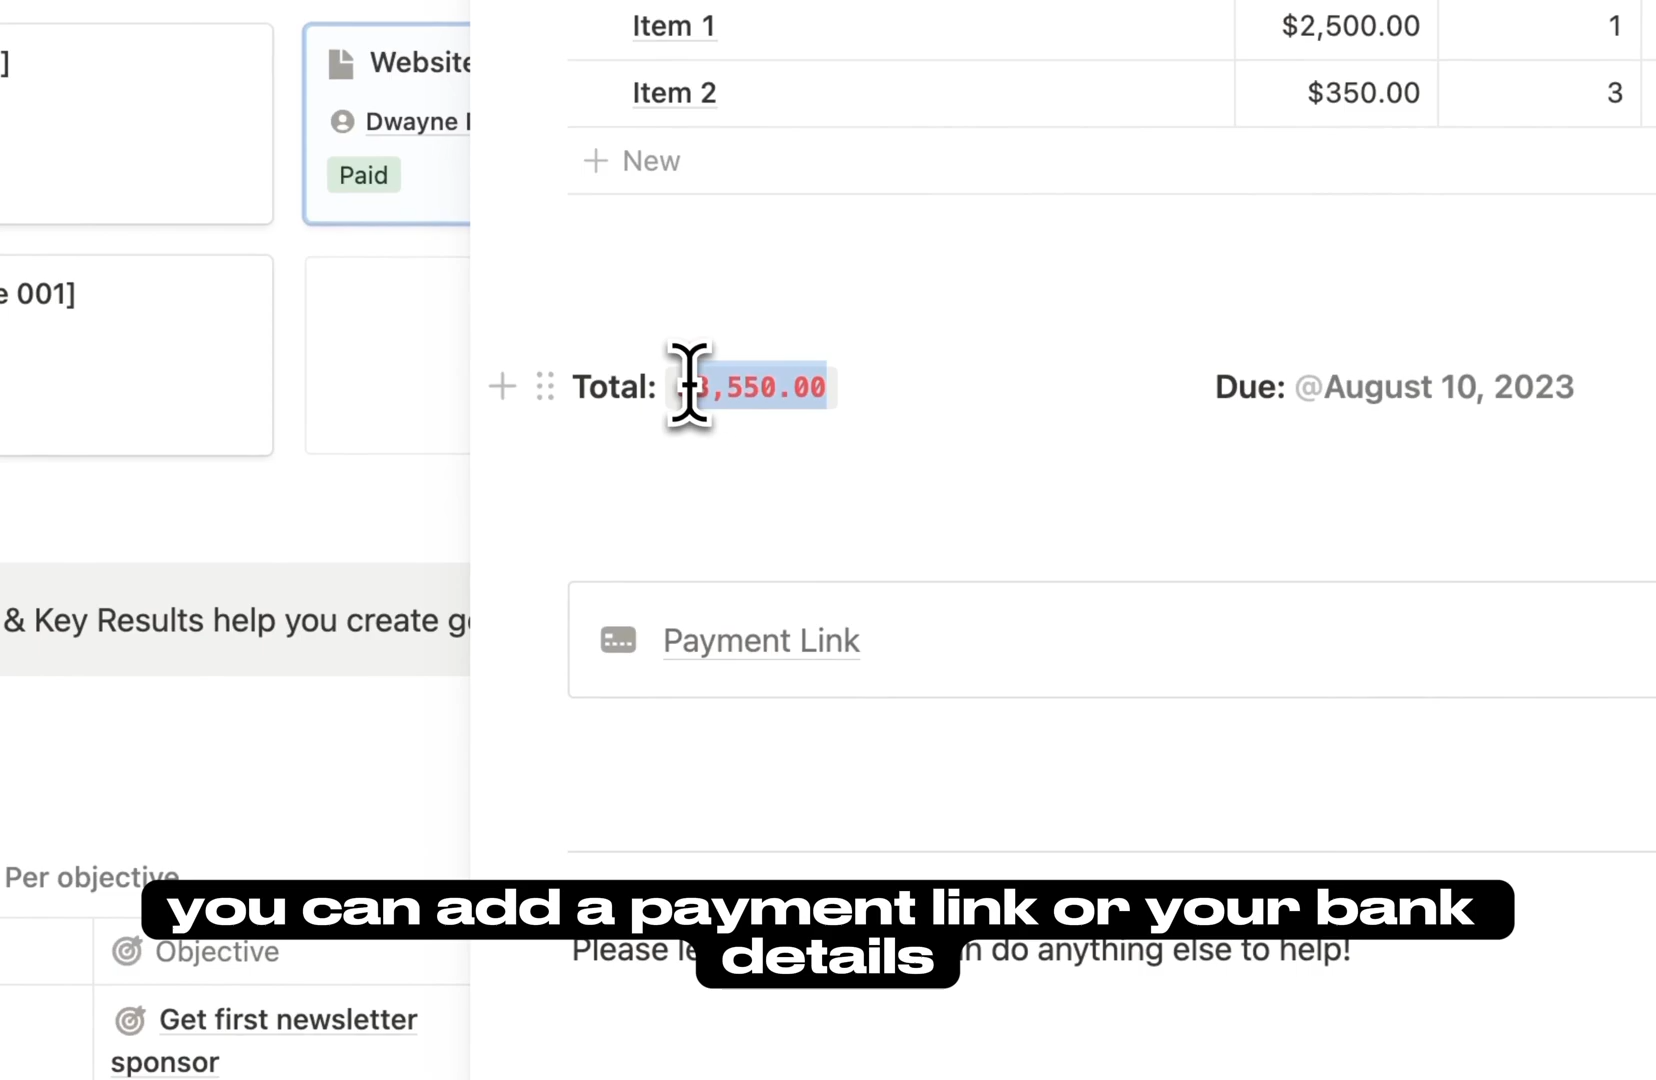 ]
Website
Dwayne
Paid
e 001]
& Key Results help you create
Per objective
Objective
Get first newsletter
sponsor
Item 1 $2,500.00 1
Item 2 $350.00 3
New
Total: 3,550.00 Due: @August 10, 2023
Payment Link
Please do anything else to help!
you can add a payment link or your bank
details